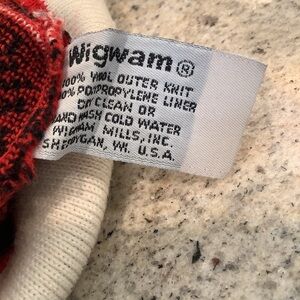 Wigwam®
100% WOOL OUTER KNIT
100% POLYPROPYLENE LINER
DRY CLEAN OR
HAND WASH COLD WATER
WIGWAM MILLS, INC.
SHEBOYGAN, WI. U.S.A.